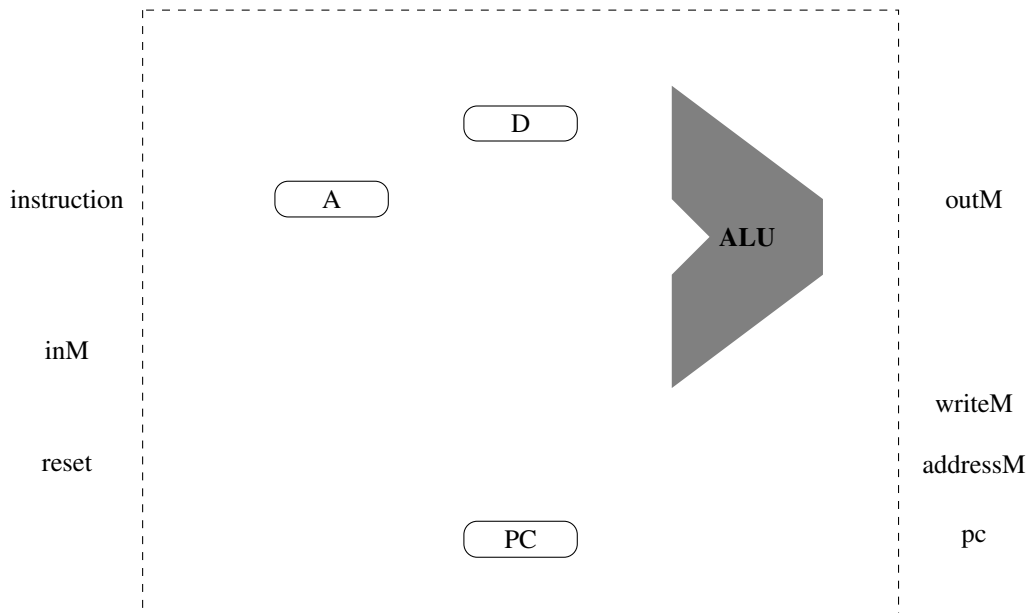 D
instruction
A
outM
ALU
inM
writeM
reset
addressM
PC
pc